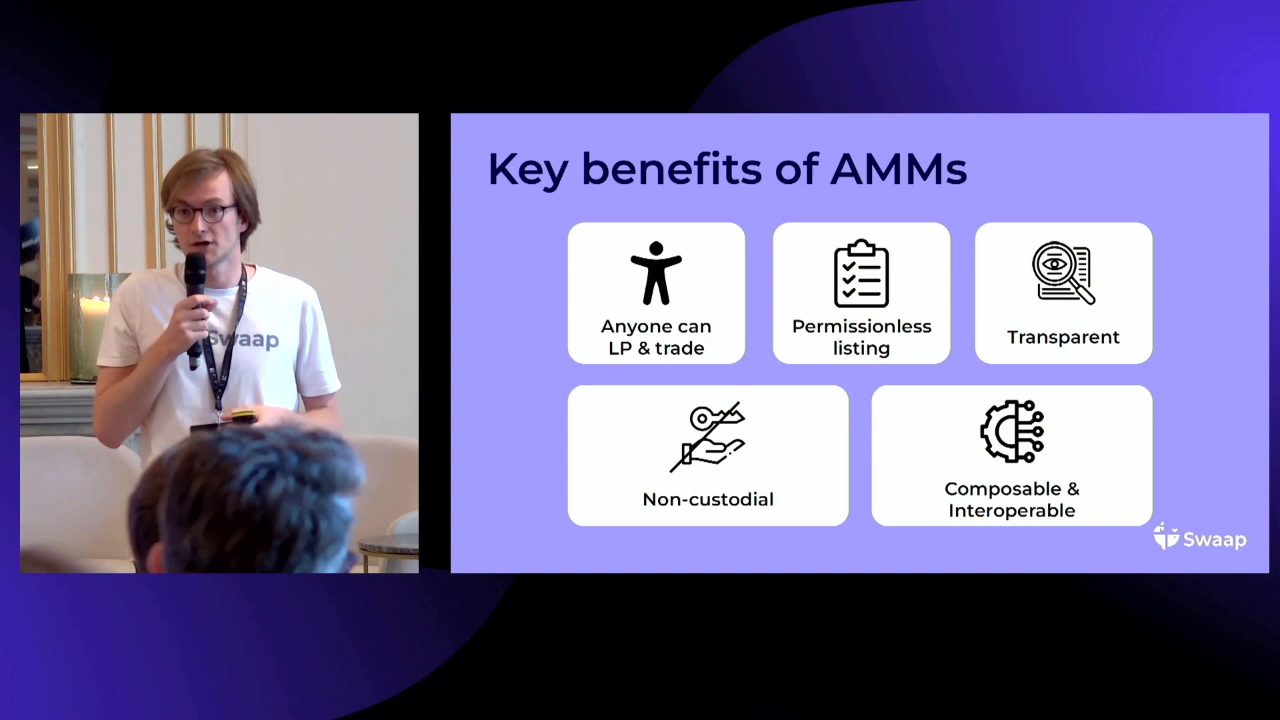 Swaap
Key benefits of AMMs
Anyone can
LP & trade
Permissionless
listing
Transparent
Non-custodial
Composable &
Interoperable
Swaap